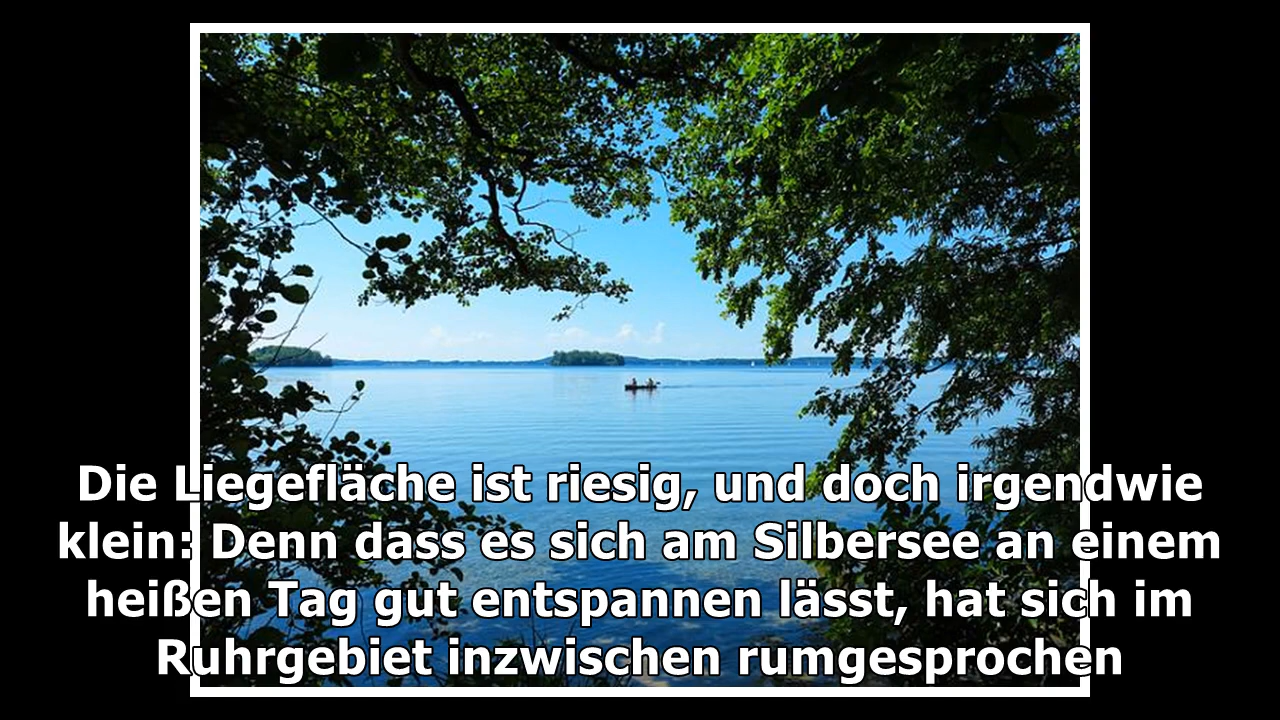 Die Liegefläche ist riesig, und doch irgendwie
klein: Denn dass es sich am Silbersee an einem
heißen Tag gut entspannen lässt, hat sich im
Ruhrgebiet inzwischen rumgesprochen